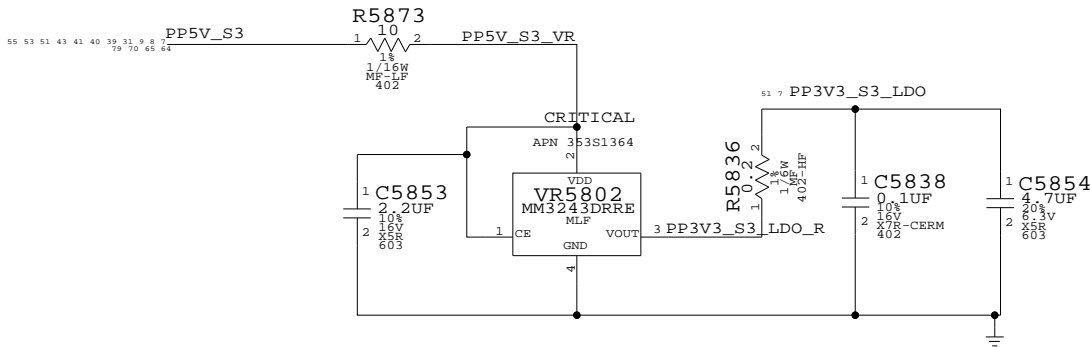 55 53 51 43 41 40 39 31 9 8 7
79 70 65 64
PP5V_S3
R5873
10
1 2
1%
1/16W
MF-LF
402
PP5V_S3_VR
CRITICAL
APN 353S1364
2
VDD
VR5802
MM3243DRRE
MLF
1 CE
GND
VOUT 3
4
PP3V3_S3_LDO_R
1 C5853
2.2UF
10%
2 16V
X5R
603
51 7 PP3V3_S3_LDO
2
R5836
0.2
1%
1/6W
MF
402-HF
1
1 C5838
0.1UF
10%
2 16V
X7R-CERM
402
1 C5854
4.7UF
20%
2 6.3V
X5R
603